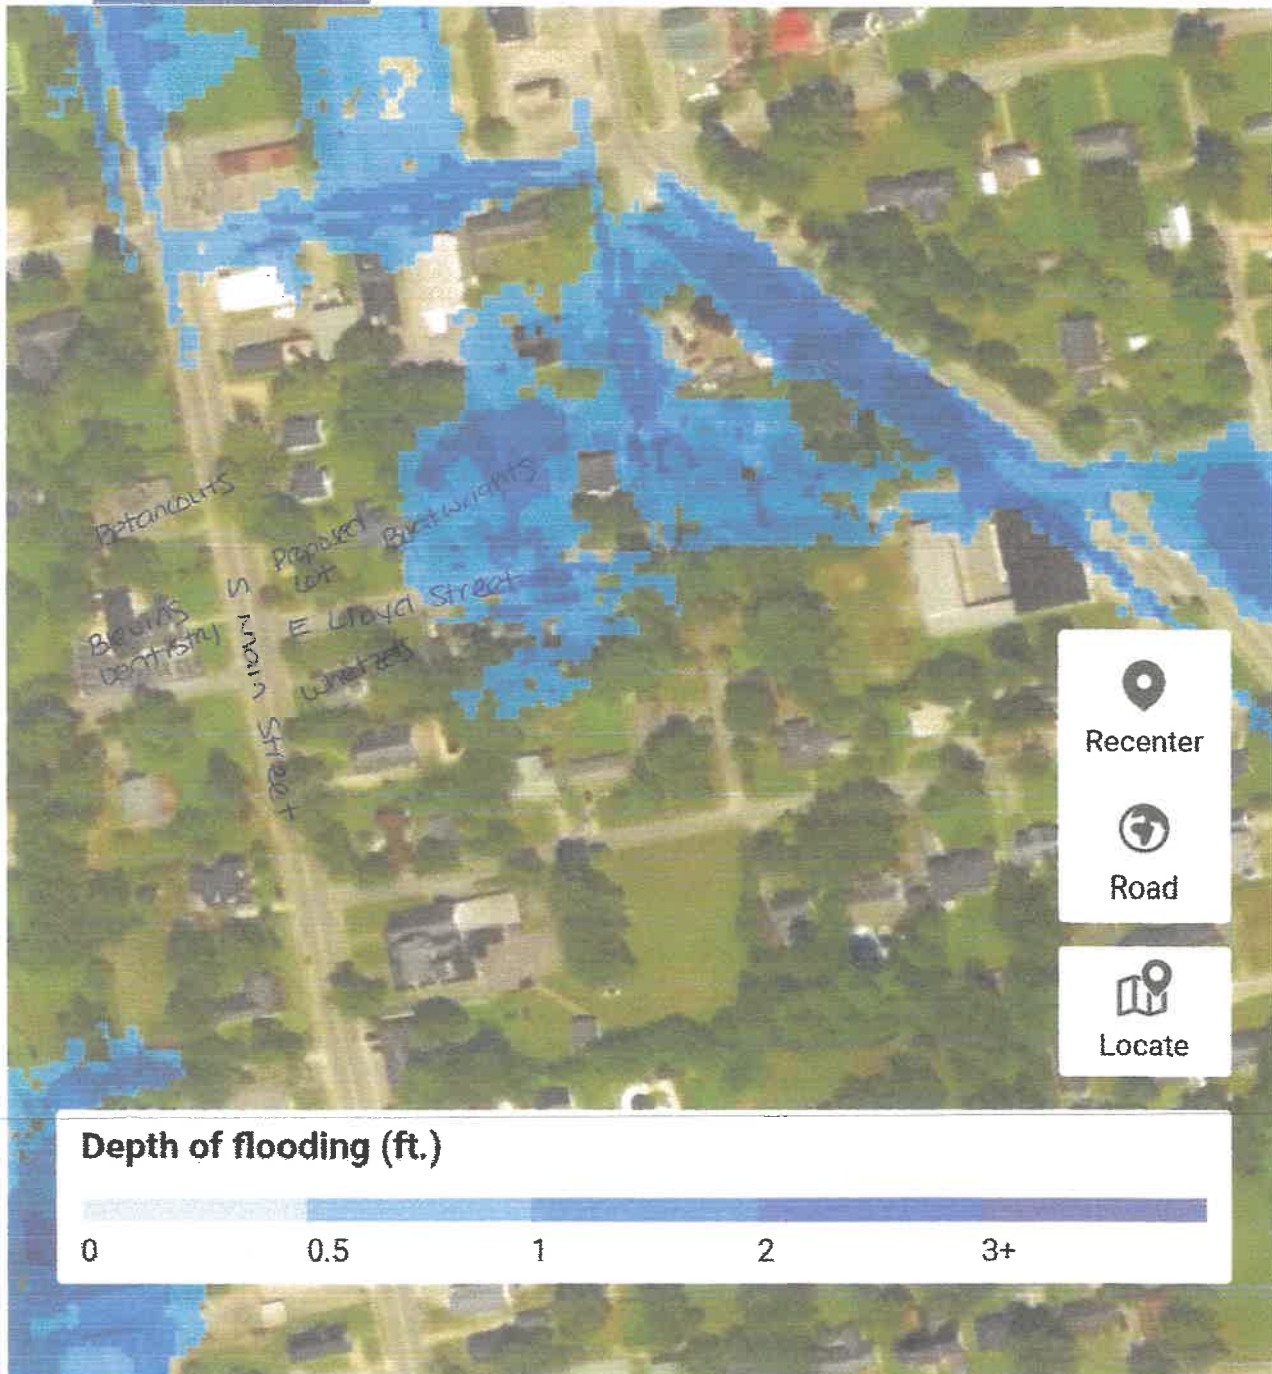 ?
Betancourts
Proposed
Lot
Boatwrights
S Main Street
E Lloyd Street
Bevins
Dentistry
Whetzels
Recenter
Road
Locate
Depth of flooding (ft.)
0 0.5 1 2 3+